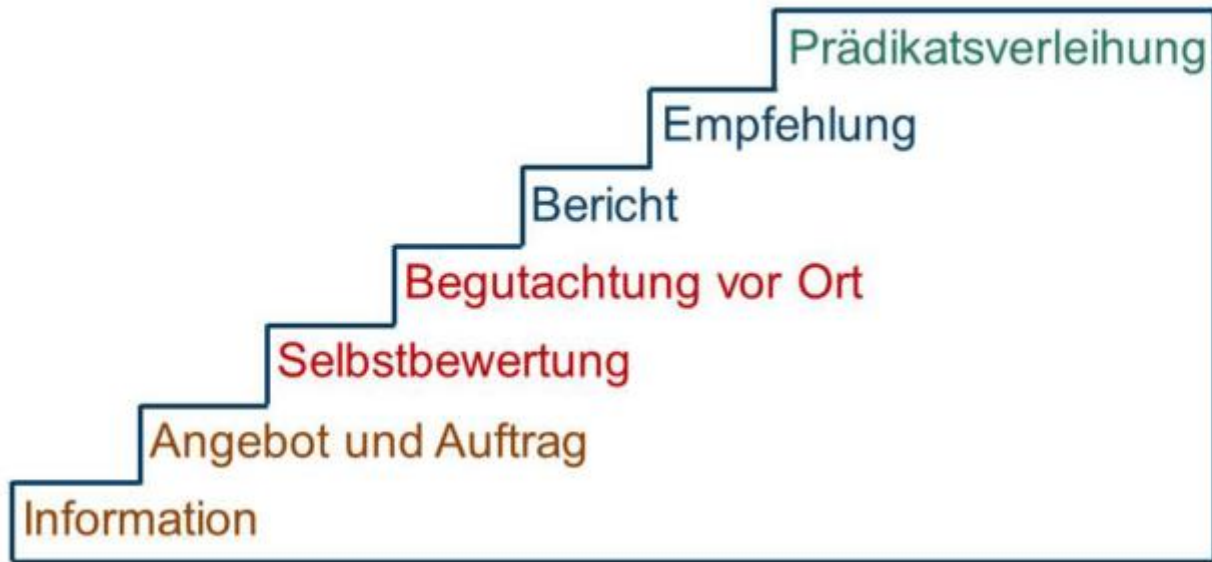 Prädikatsverleihung
Empfehlung
Bericht
Begutachtung vor Ort
Selbstbewertung
Angebot und Auftrag
Information